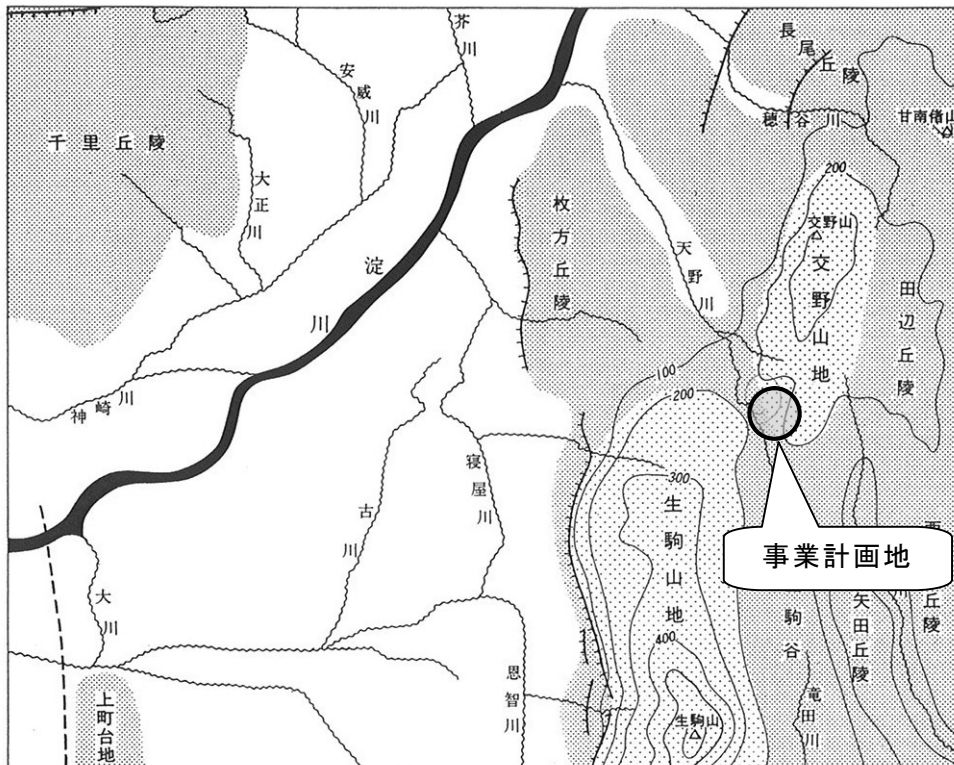 芥川
安威川
長尾丘陵
穂谷川
甘南備山
千里丘陵
大正川
200
交野山
枚方丘陵
天野川
交野山地
田辺丘陵
淀川
100
200
神崎川
寝屋川
古川
300
生駒山地
事業計画地
大川
駒谷
矢田丘陵
丘陵
400
恩智川
竜田川
生駒山
上町台地